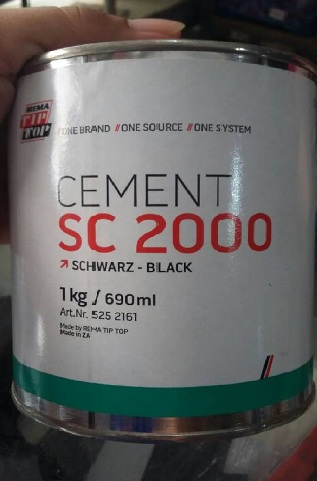 REMA
TIP
TOP
//ONE BRAND //ONE SOURCE //ONE SYSTEM
CEMENT
SC 2000
↗ SCHWARZ - BLACK
1 kg / 690 ml
Art.Nr. 525 2161
Made by REMA TIP TOP
Made in ZA